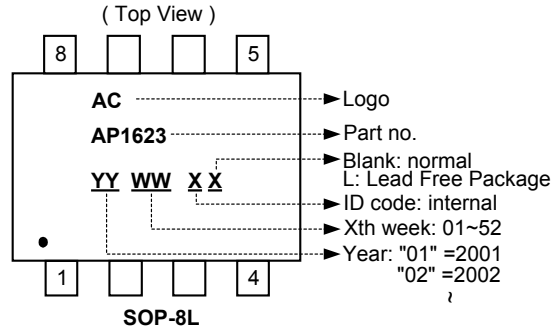 ( Top View )
8 5
AC
Logo
AP1623
Part no.
Blank: normal
L: Lead Free Package
YY WW X X
ID code: internal
Xth week: 01~52
Year: "01" =2001
"02" =2002
~
1 4
SOP-8L